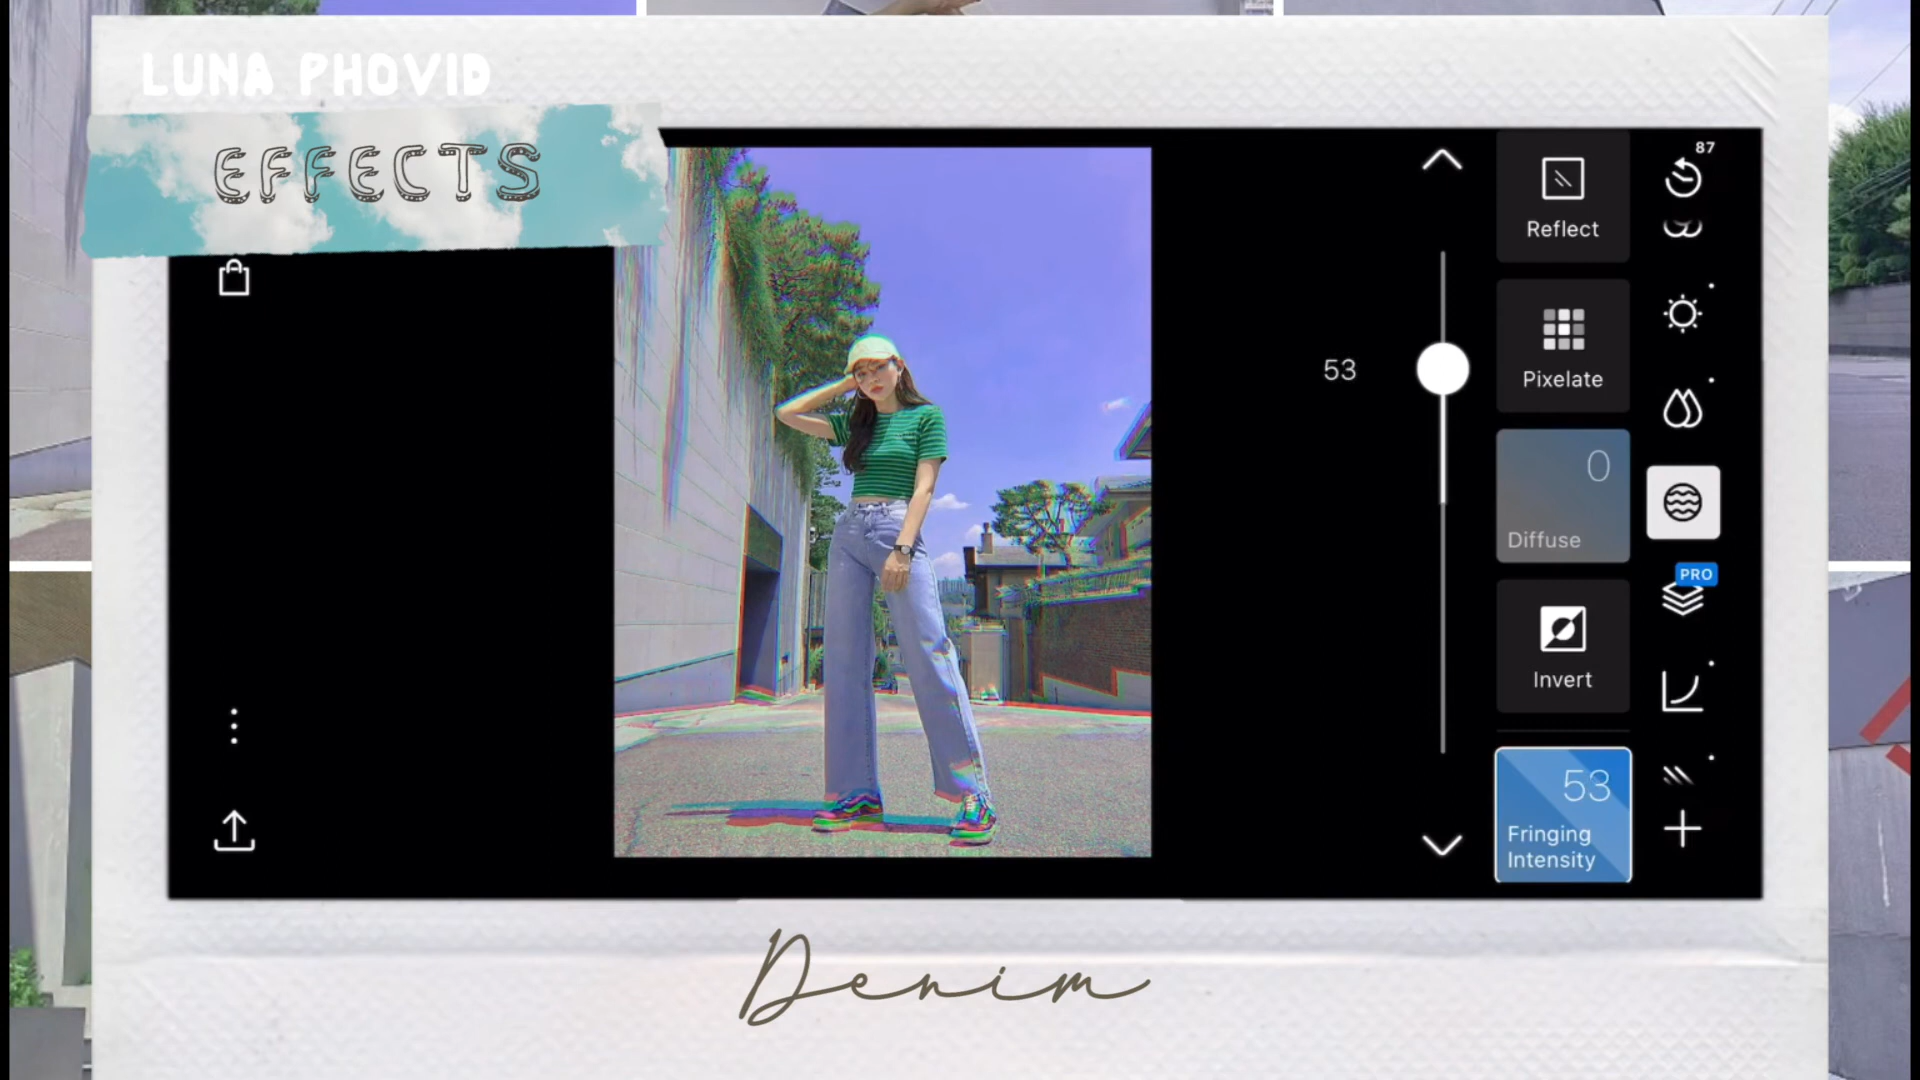 LUNA PHOVID
EFFECTS
87
Reflect
Pixelate
53
0
Diffuse
PRO
Invert
53
Fringing
Intensity
Denim